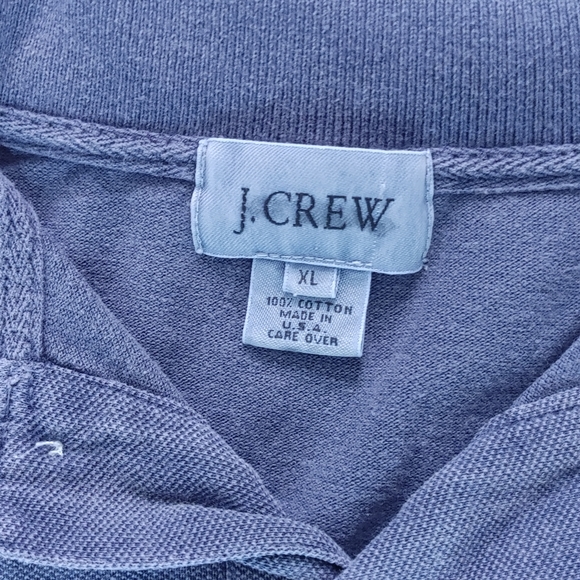 J. CREW
XL
100% COTTON
MADE IN
U.S.A.
CARE OVER